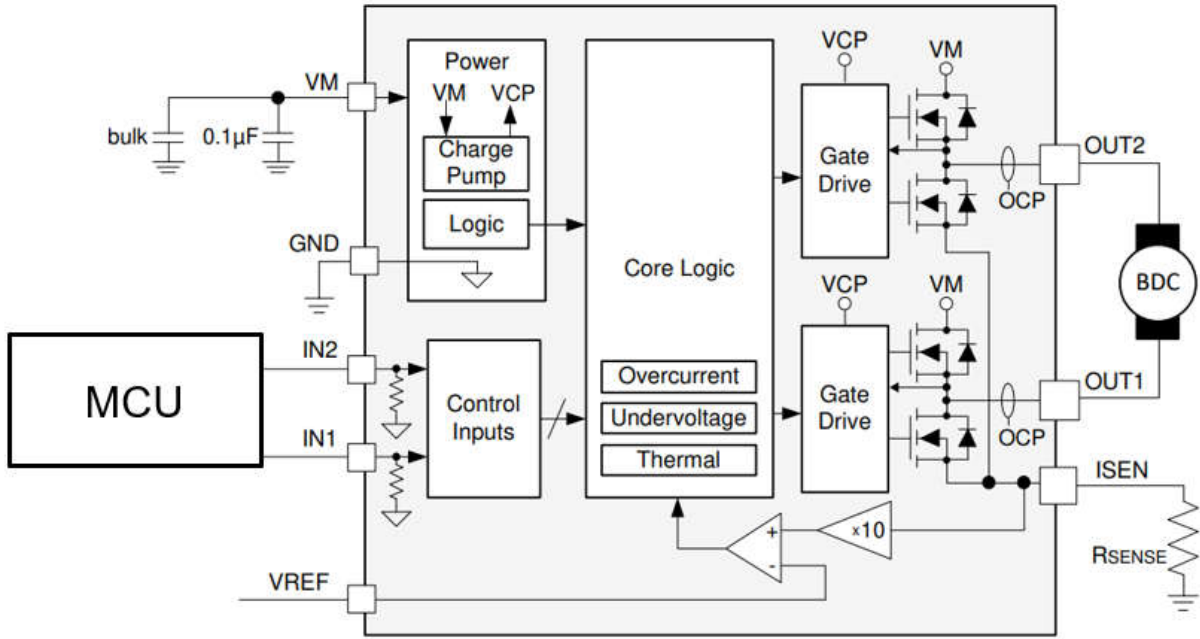 Power
VM
VCP
Charge
Pump
Logic
VM
bulk
0.1µF
GND
MCU
IN2
IN1
Control
Inputs
VREF
Core Logic
Overcurrent
Undervoltage
Thermal
VCP
VM
Gate
Drive
OCP
OUT2
BDC
VCP
VM
Gate
Drive
OCP
OUT1
ISEN
RSENSE
x10
+
-